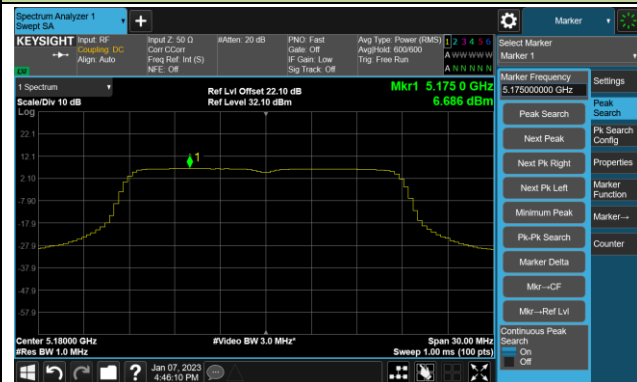 Spectrum Analyzer 1
Swept SA
Marker
KEYSIGHT
Input: RF
Coupling: DC
Align: Auto
Input Z: 50 Ω
Corr CCorr
Freq Ref: Int (S)
NFE: Off
#Atten: 20 dB
PNO: Fast
Gate: Off
IF Gain: Low
Sig Track: Off
Avg Type: Power (RMS)
Avg|Hold: 600/600
Trig: Free Run
1 2 3 4 5 6
A W W W W W
A N N N N N
LXI
Select Marker
Marker 1
1 Spectrum
Scale/Div 10 dB
Log
Ref Lvl Offset 22.10 dB
Ref Level 32.10 dBm
Mkr1 5.175 0 GHz
6.686 dBm
22.1
12.1
2.10
-7.90
-17.9
-27.9
-37.9
-47.9
-57.9
1
Center 5.18000 GHz
#Res BW 1.0 MHz
#Video BW 3.0 MHz*
Span 30.00 MHz
Sweep 1.00 ms (100 pts)
Marker Frequency
5.175000000 GHz
Peak Search
Next Peak
Next Pk Right
Next Pk Left
Minimum Peak
Pk-Pk Search
Marker Delta
Mkr→CF
Mkr→Ref Lvl
Continuous Peak
Search
On
Off
Settings
Peak
Search
Pk Search
Config
Properties
Marker
Function
Marker→
Counter
Jan 07, 2023
4:46:10 PM